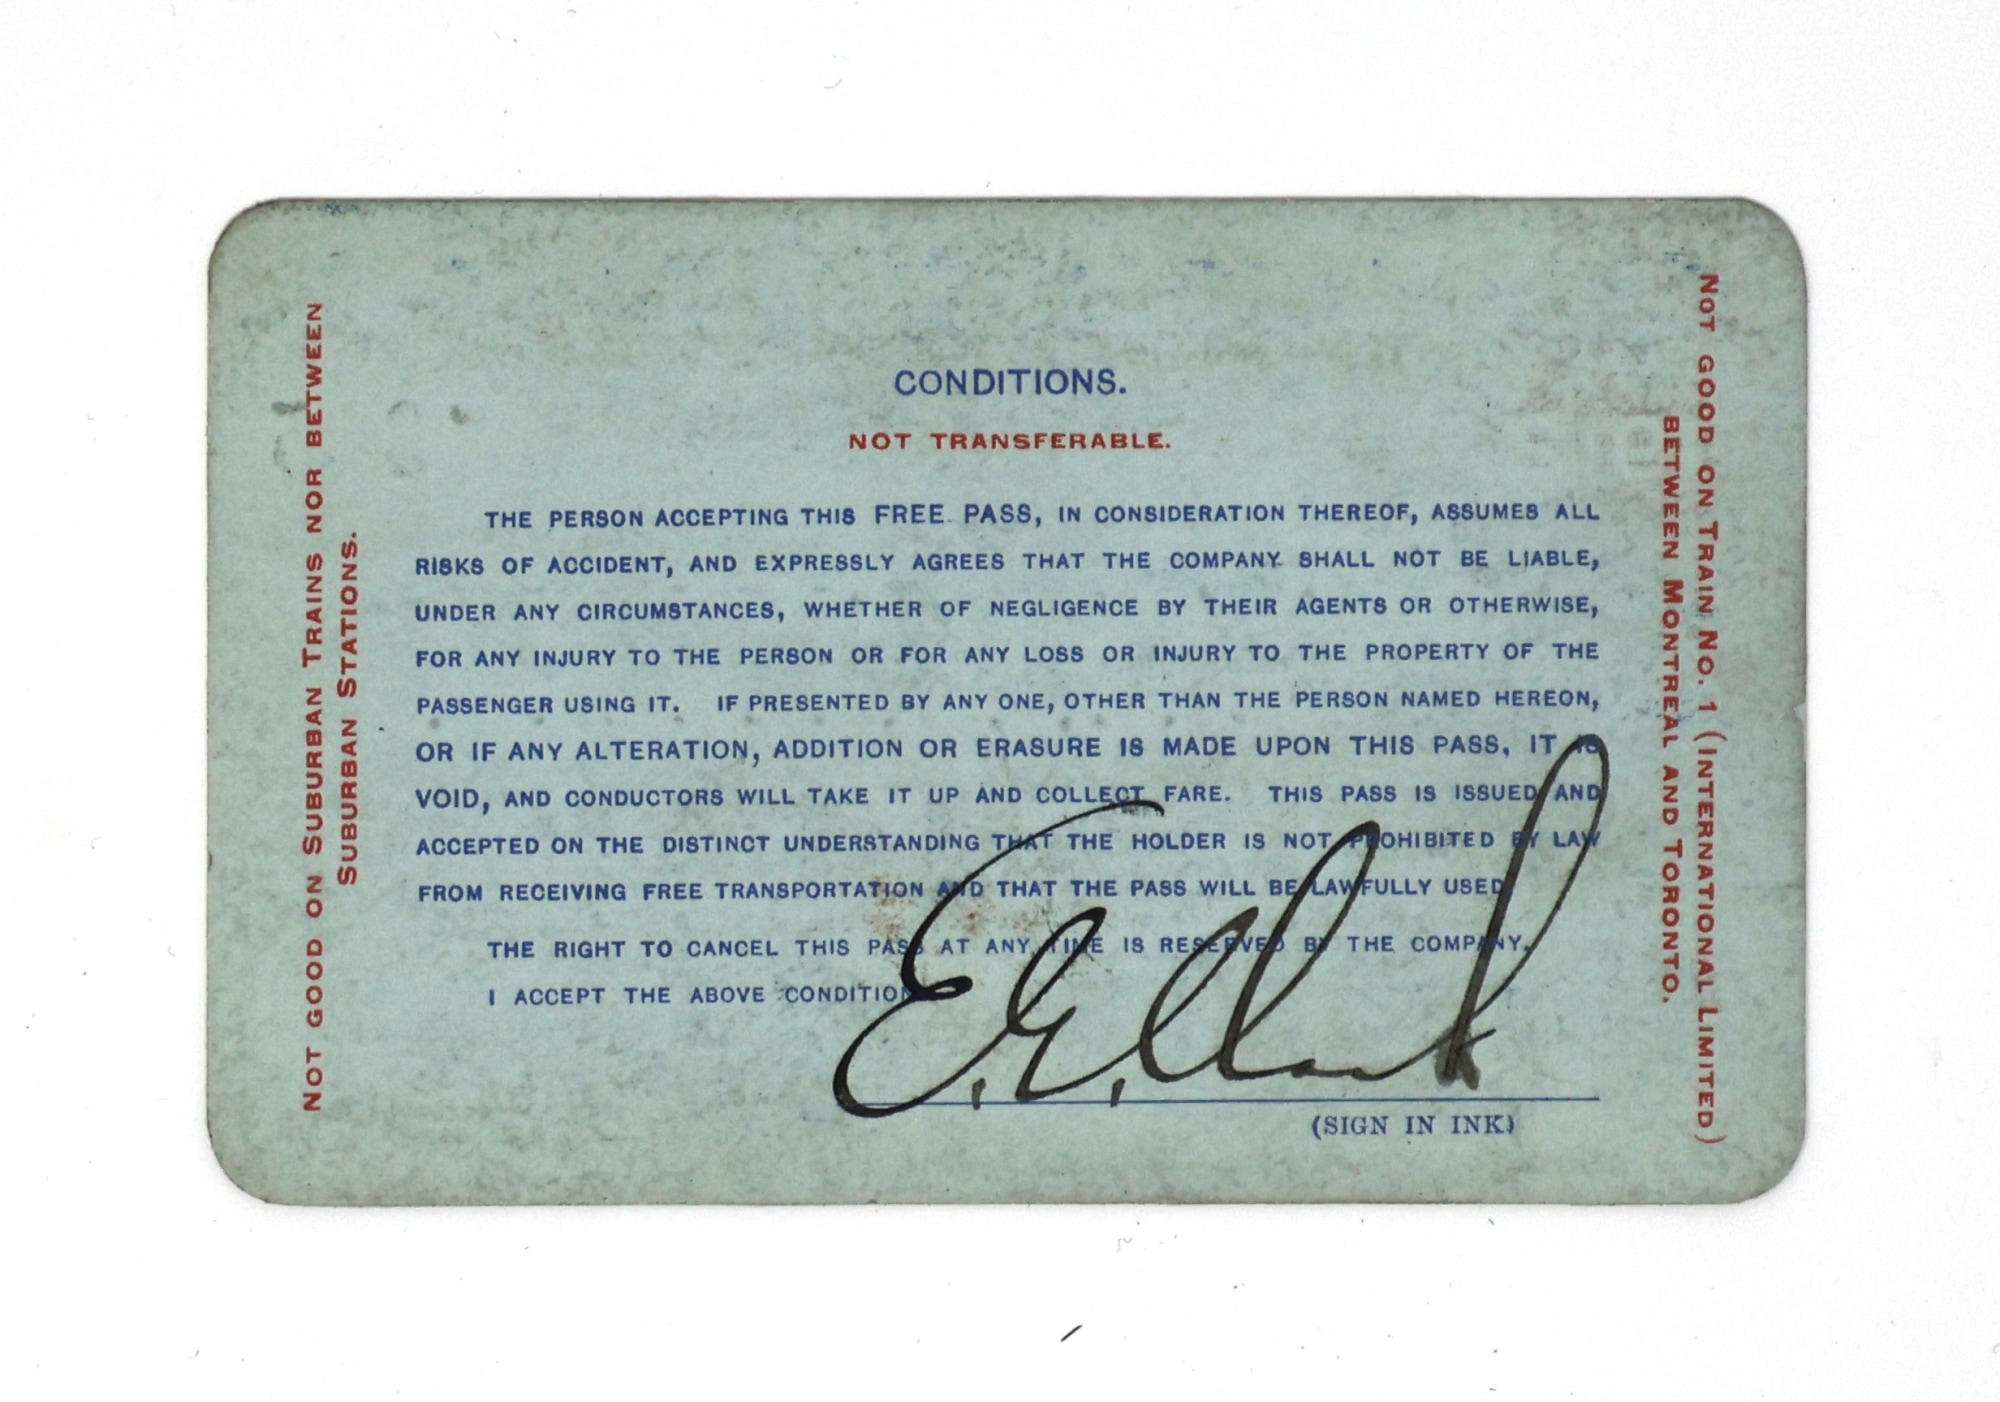 CONDITIONS.
NOT TRANSFERABLE.
THE PERSON ACCEPTING THIS FREE PASS, IN CONSIDERATION THEREOF, ASSUMES ALL
RISKS OF ACCIDENT, AND EXPRESSLY AGREES THAT THE COMPANY SHALL NOT BE LIABLE,
UNDER ANY CIRCUMSTANCES, WHETHER OF NEGLIGENCE BY THEIR AGENTS OR OTHERWISE,
FOR ANY INJURY TO THE PERSON OR FOR ANY LOSS OR INJURY TO THE PROPERTY OF THE
PASSENGER USING IT. IF PRESENTED BY ANY ONE, OTHER THAN THE PERSON NAMED HEREON,
OR IF ANY ALTERATION, ADDITION OR ERASURE IS MADE UPON THIS PASS, IT IS
VOID, AND CONDUCTORS WILL TAKE IT UP AND COLLECT FARE. THIS PASS IS ISSUED AND
ACCEPTED ON THE DISTINCT UNDERSTANDING THAT THE HOLDER IS NOT PROHIBITED BY LAW
FROM RECEIVING FREE TRANSPORTATION AND THAT THE PASS WILL BE LAWFULLY USED
THE RIGHT TO CANCEL THIS PASS AT ANY TIME IS RESERVED BY THE COMPANY.
I ACCEPT THE ABOVE CONDITION
E. E. Clark
(SIGN IN INK)
NOT GOOD ON SUBURBAN TRAINS NOR BETWEEN
SUBURBAN STATIONS.
NOT GOOD ON TRAIN NO. 1 (INTERNATIONAL LIMITED)
BETWEEN MONTREAL AND TORONTO.